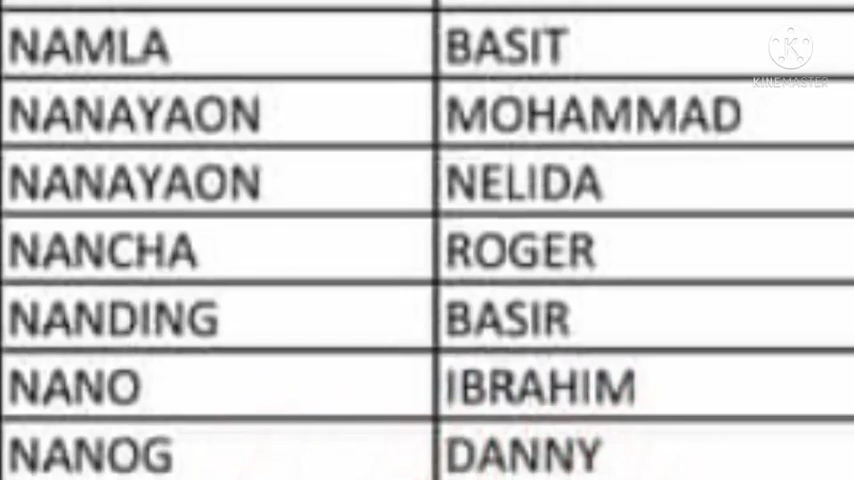 NAMLA BASIT
NANAYAON MOHAMMAD
NANAYAON NELIDA
NANCHA ROGER
NANDING BASIR
NANO IBRAHIM
NANOG DANNY
K
KINEMASTER